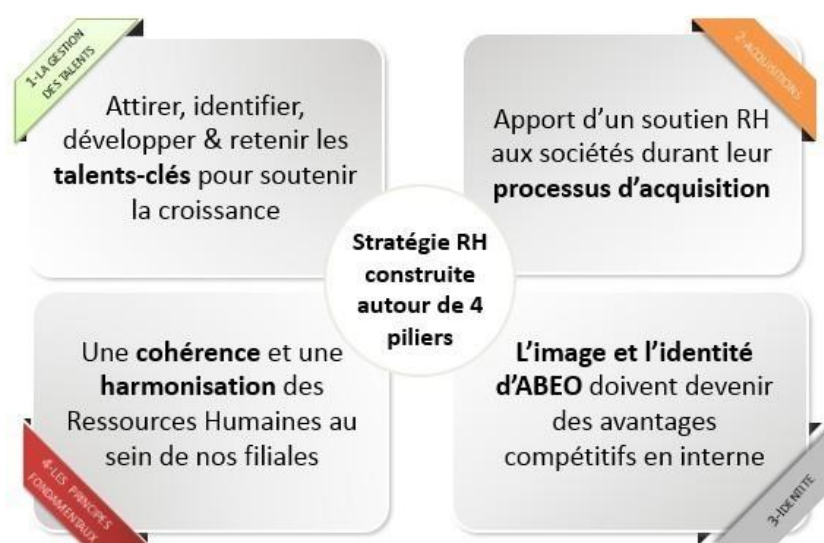 1-LA GESTION
DES TALENTS
Attirer, identifier,
développer & retenir les
talents-clés pour soutenir
la croissance
2-ACQUISITIONS
Apport d’un soutien RH
aux sociétés durant leur
processus d’acquisition
Stratégie RH
construite
autour de 4
piliers
Une cohérence et une
harmonisation des
Ressources Humaines au
sein de nos filiales
4-LES PRINCIPES
FONDAMENTAUX
L’image et l’identité
d’ABEO doivent devenir
des avantages
compétitifs en interne
3-IDENTITE